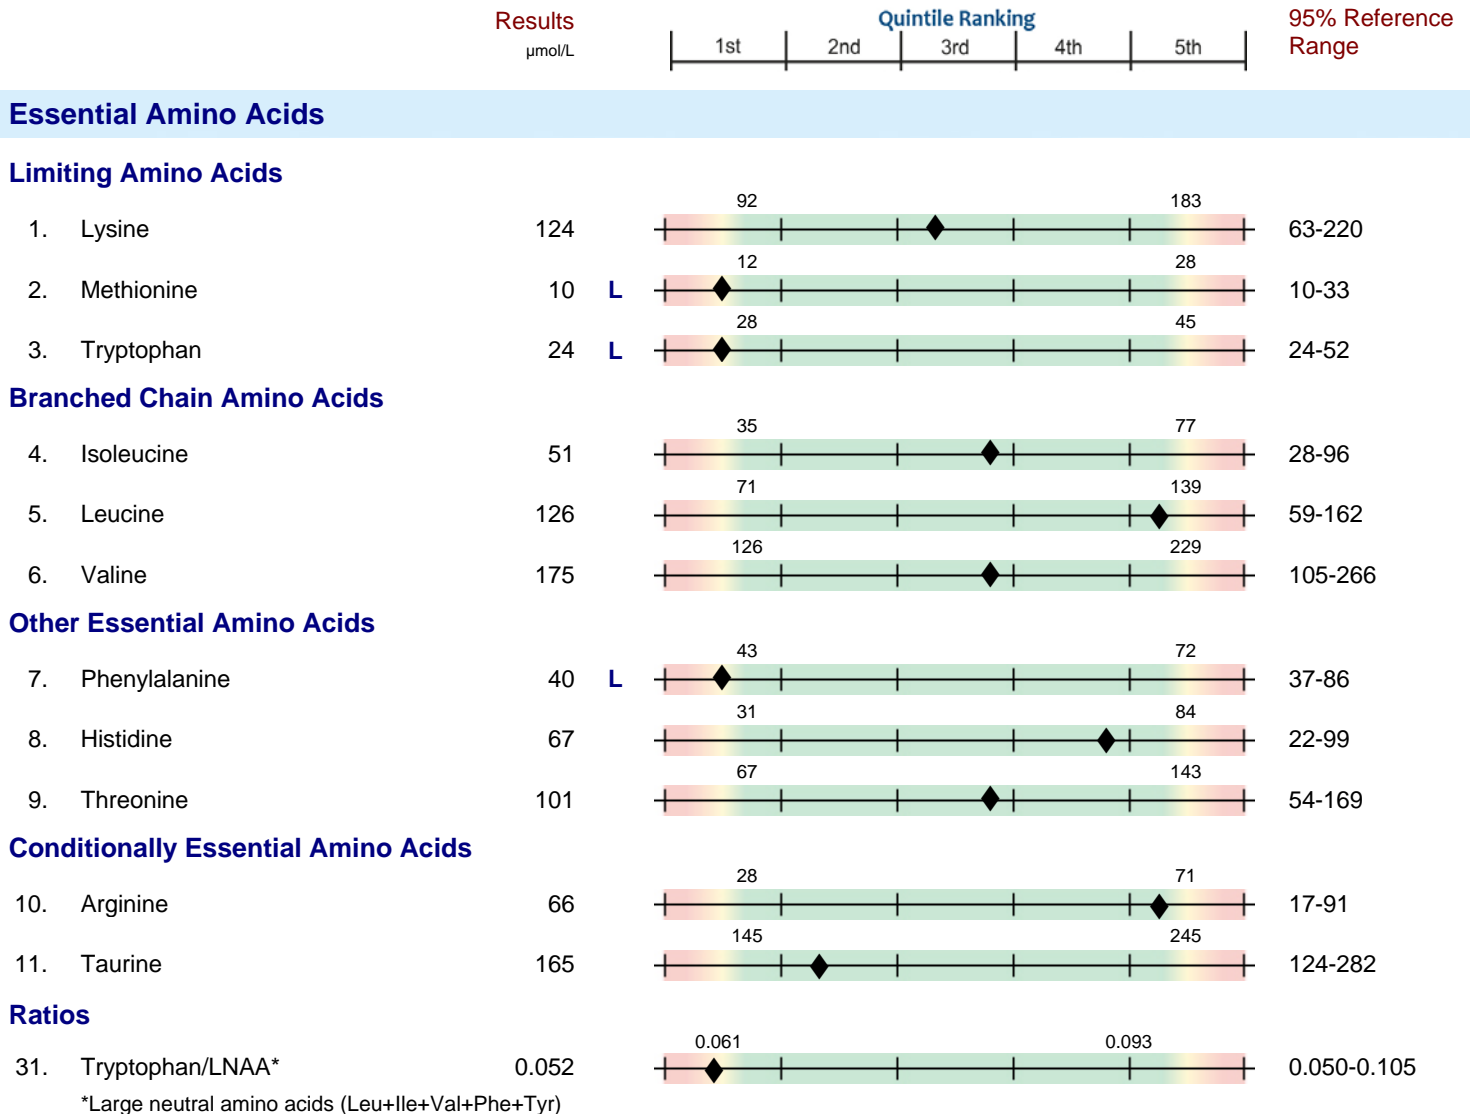 Results Quintile Ranking 95% Reference
µmol/L 1st 2nd 3rd 4th 5th Range
Essential Amino Acids
Limiting Amino Acids
92 183
1. Lysine 124 63-220
12 28
2. Methionine 10 L 10-33
28 45
3. Tryptophan 24 L 24-52
Branched Chain Amino Acids
35 77
4. Isoleucine 51 28-96
71 139
5. Leucine 126 59-162
126 229
6. Valine 175 105-266
Other Essential Amino Acids
43 72
7. Phenylalanine 40 L 37-86
31 84
8. Histidine 67 22-99
67 143
9. Threonine 101 54-169
Conditionally Essential Amino Acids
28 71
10. Arginine 66 17-91
145 245
11. Taurine 165 124-282
Ratios
0.061 0.093
31. Tryptophan/LNAA* 0.052 0.050-0.105
*Large neutral amino acids (Leu+Ile+Val+Phe+Tyr)